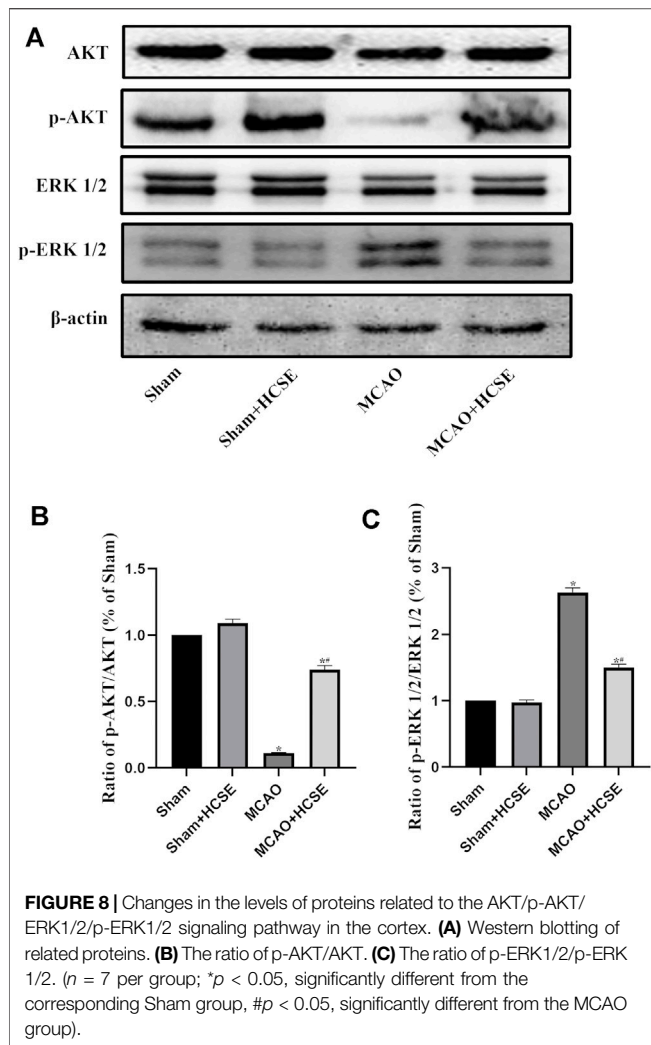 A
AKT
p-AKT
ERK 1/2
p-ERK 1/2
β-actin
Sham
Sham+HCSE
MCAO
MCAO+HCSE
B
Ratio of p-AKT/AKT (% of Sham)
1.5
1.0
0.5
0.0
*
*#
Sham
Sham+HCSE
MCAO
MCAO+HCSE
C
Ratio of p-ERK 1/2/ERK 1/2 (% of Sham)
3
2
1
0
*
*#
Sham
Sham+HCSE
MCAO
MCAO+HCSE
FIGURE 8 | Changes in the levels of proteins related to the AKT/p-AKT/
ERK1/2/p-ERK1/2 signaling pathway in the cortex. (A) Western blotting of
related proteins. (B) The ratio of p-AKT/AKT. (C) The ratio of p-ERK1/2/p-ERK
1/2. (n = 7 per group; *p < 0.05, significantly different from the
corresponding Sham group, #p < 0.05, significantly different from the MCAO
group).